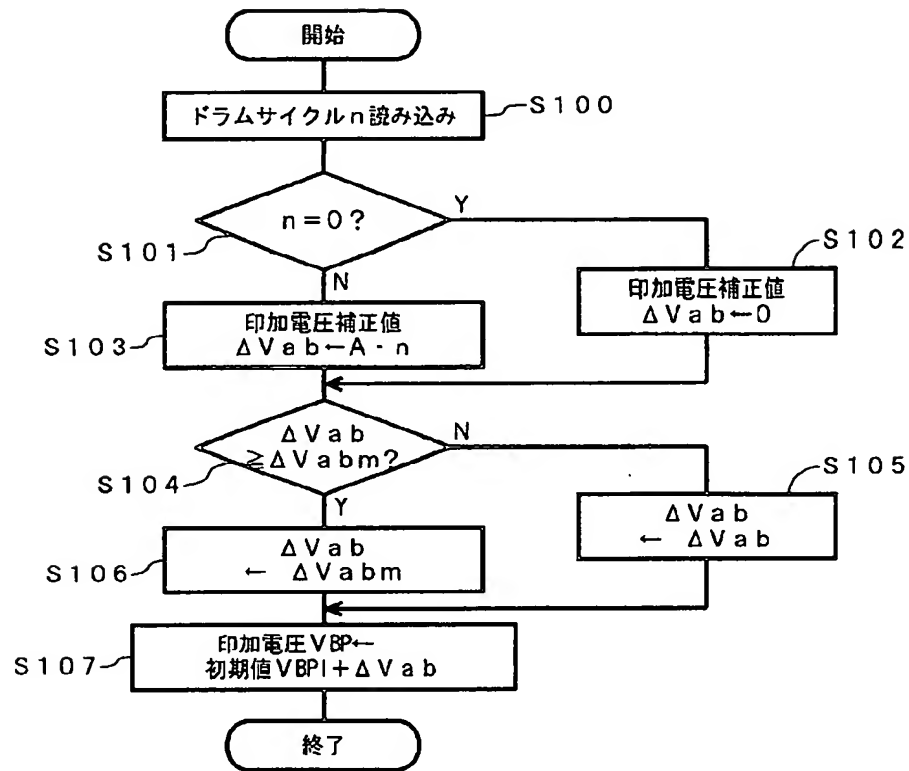 開始
ドラムサイクルn読み込み
S100
n=0?
Y
S101
N
S102
印加電圧補正値
ΔVab←0
印加電圧補正値
ΔVab←A・n
S103
ΔVab
≧ΔVabm?
N
S104
Y
S105
ΔVab
← ΔVab
ΔVab
← ΔVabm
S106
印加電圧VBP←
初期値VBPI+ΔVab
S107
終了